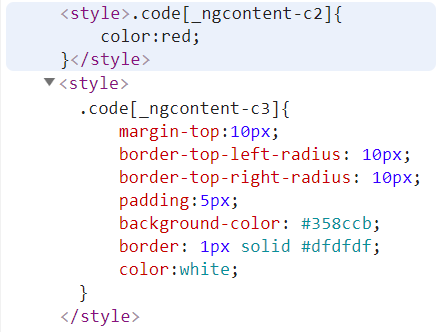 <style>.code[_ngcontent-c2]{
color:red;
}</style>
<style>
.code[_ngcontent-c3]{
margin-top:10px;
border-top-left-radius: 10px;
border-top-right-radius: 10px;
padding:5px;
background-color: #358ccb;
border: 1px solid #dfdfdf;
color:white;
}
</style>